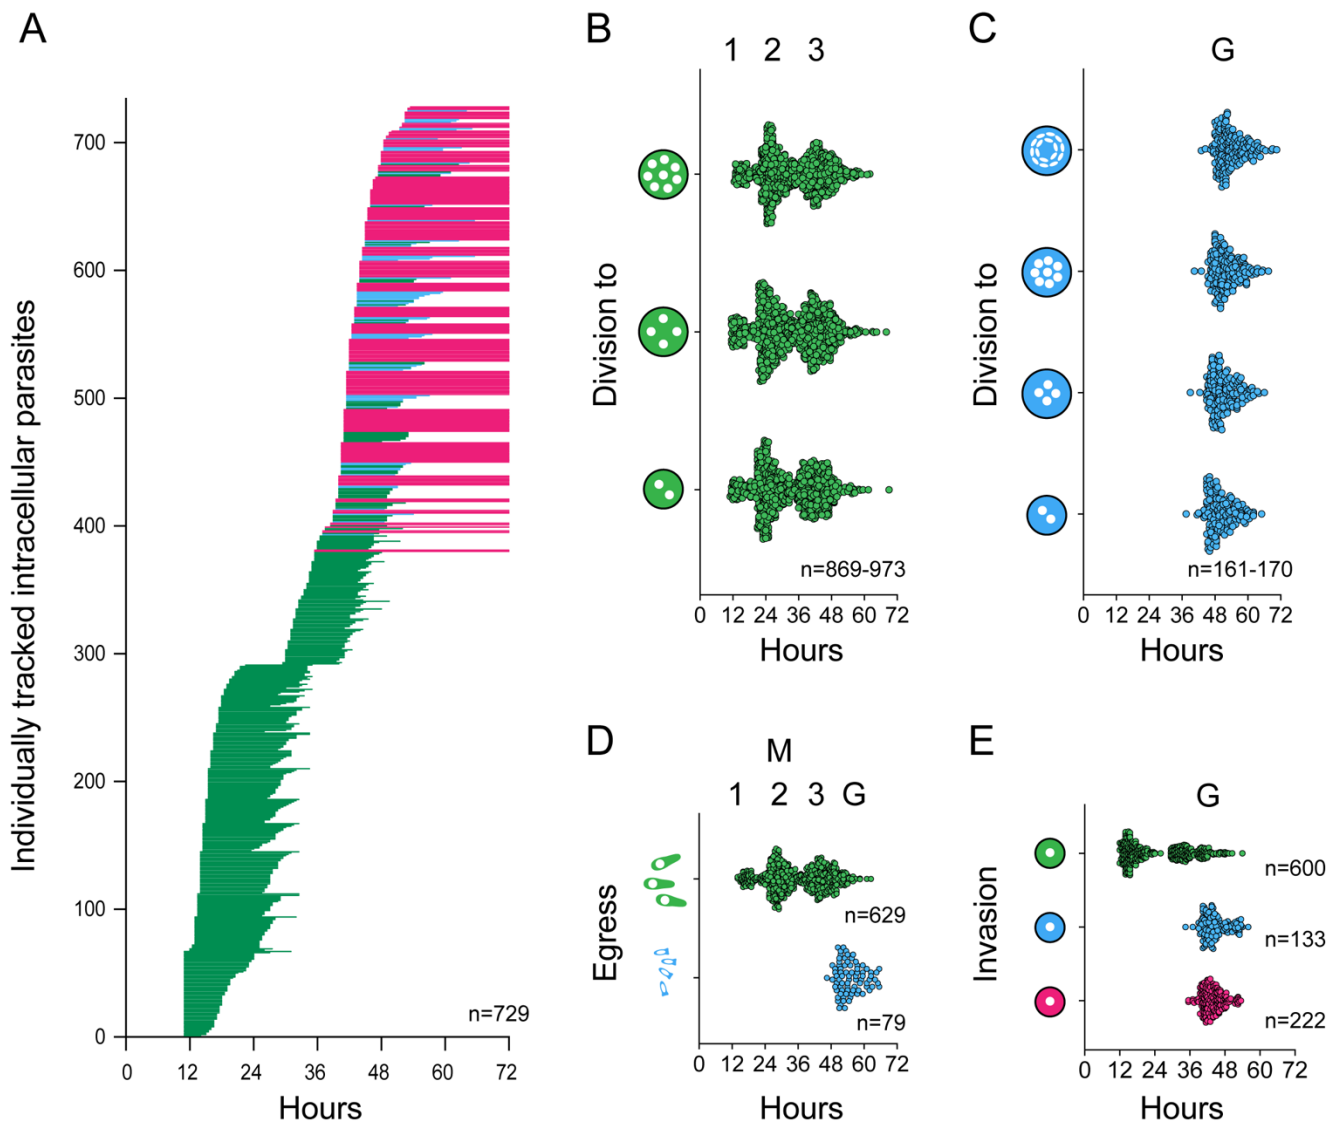 A
Individually tracked intracellular parasites
700
600
500
400
300
200
100
0
n=729
0 12 24 36 48 60 72
Hours
B
1 2 3
Division to
n=869-973
0 12 24 36 48 60 72
Hours
C
G
Division to
n=161-170
0 12 24 36 48 60 72
Hours
D
M
1 2 3 G
Egress
n=629
n=79
0 12 24 36 48 60 72
Hours
E
G
Invasion
n=600
n=133
n=222
0 12 24 36 48 60 72
Hours